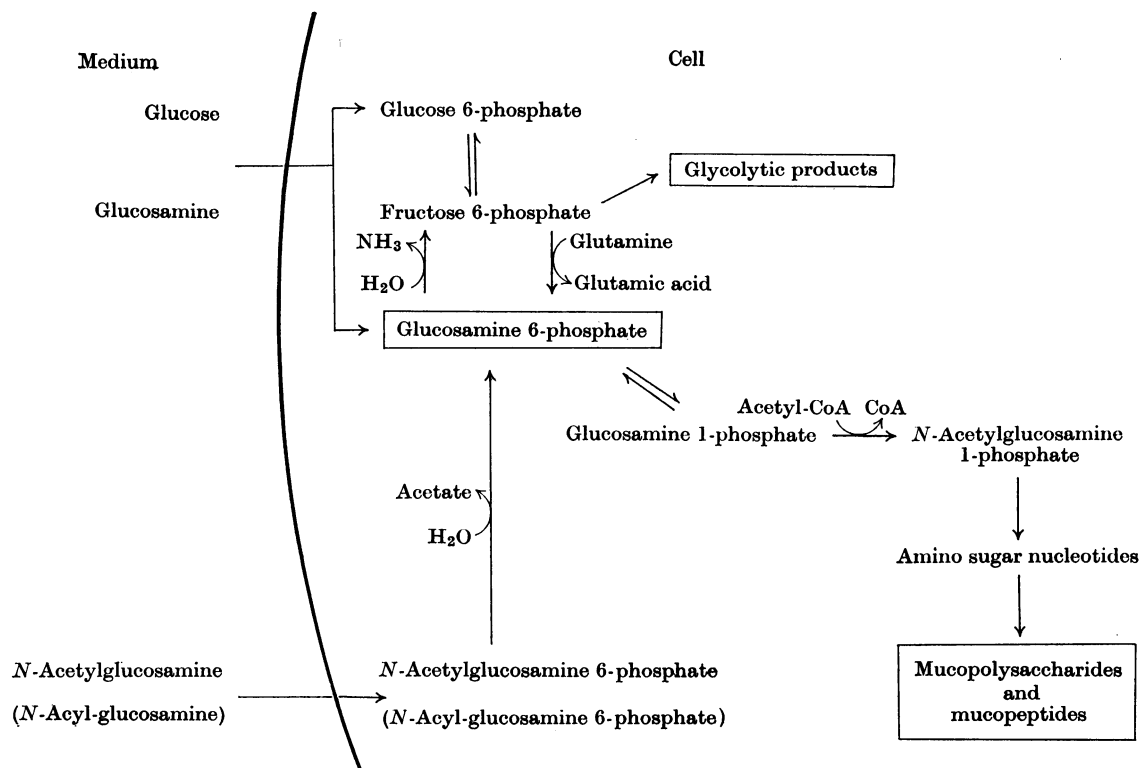 Medium
Cell
Glucose
Glucose 6-phosphate
Glycolytic products
Glucosamine
Fructose 6-phosphate
NH₃
Glutamine
H₂O
Glutamic acid
Glucosamine 6-phosphate
Acetyl-CoA CoA
Glucosamine 1-phosphate
N-Acetylglucosamine
1-phosphate
Acetate
H₂O
Amino sugar nucleotides
N-Acetylglucosamine
N-Acetylglucosamine 6-phosphate
(N-Acyl-glucosamine)
(N-Acyl-glucosamine 6-phosphate)
Mucopolysaccharides
and
mucopeptides